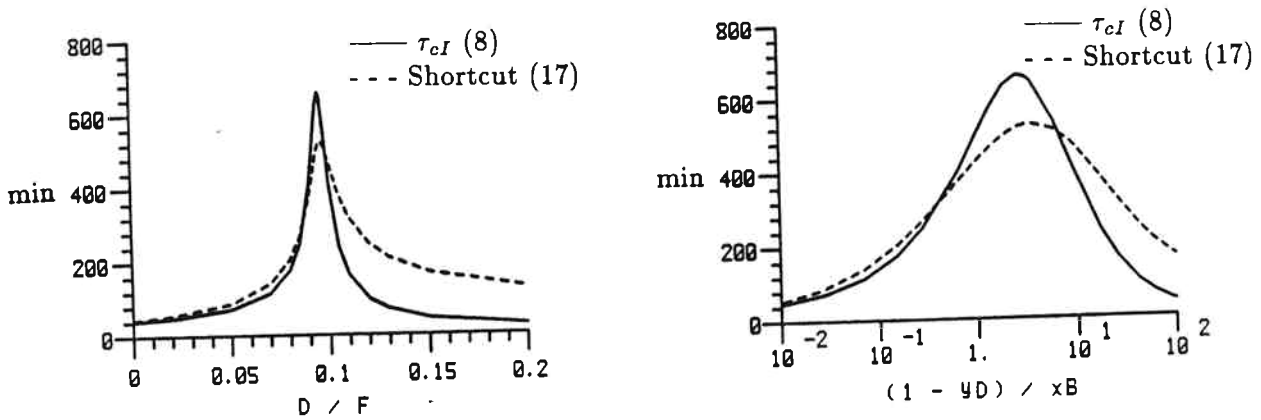 800
600
min 400
200
0
0 0.05 0.1 0.15 0.2
D / F
τcI (8)
Shortcut (17)
800
600
min 400
200
0
10^-2 10^-1 1. 10^1 10^2
(1 - yD) / xB
τcI (8)
Shortcut (17)